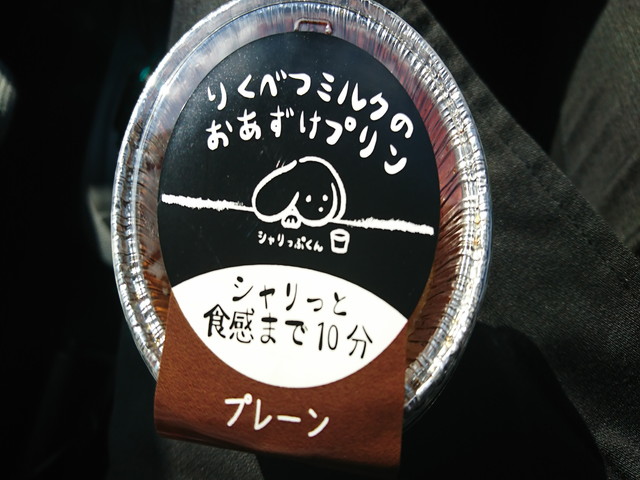 りくべつミルクの
おあずけプリン
シャリっぷくん
シャリっと
食感まで10分
プレーン